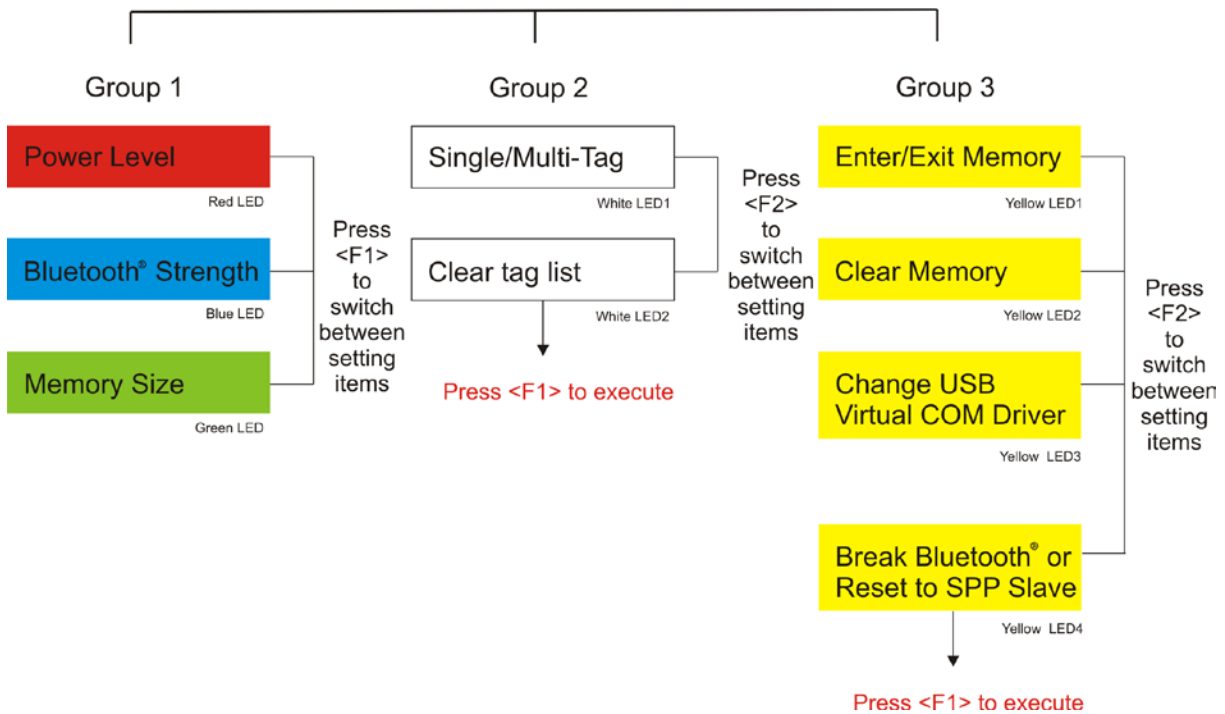 Group 1
Group 2
Group 3
Power Level
Red LED
Bluetooth® Strength
Blue LED
Memory Size
Green LED
Press
<F1>
to
switch
between
setting
items
Single/Multi-Tag
White LED1
Clear tag list
White LED2
Press <F1> to execute
Press
<F2>
to
switch
between
setting
items
Enter/Exit Memory
Yellow LED1
Clear Memory
Yellow LED2
Change USB
Virtual COM Driver
Yellow LED3
Break Bluetooth® or
Reset to SPP Slave
Yellow LED4
Press <F1> to execute
Press
<F2>
to
switch
between
setting
items